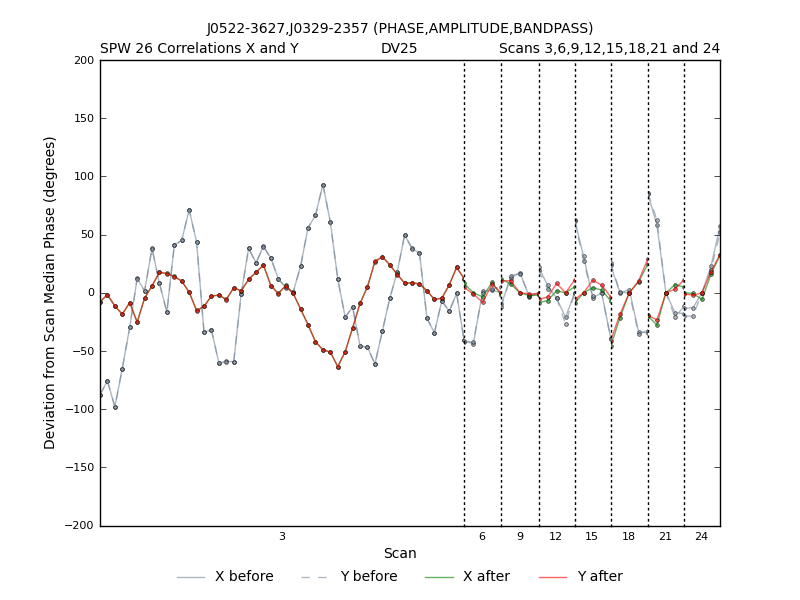 J0522-3627,J0329-2357 (PHASE,AMPLITUDE,BANDPASS)
SPW 26 Correlations X and Y DV25 Scans 3,6,9,12,15,18,21 and 24
200
150
100
50
0
−50
−100
−150
−200
Deviation from Scan Median Phase (degrees)
3 6 9 12 15 18 21 24
Scan
X before Y before X after Y after